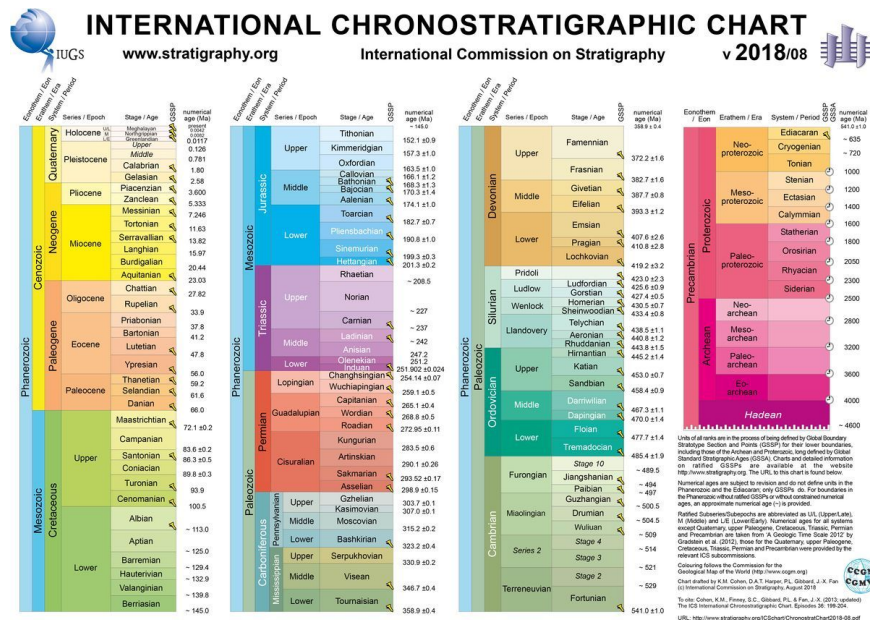 INTERNATIONAL CHRONOSTRATIGRAPHIC CHART
IUGS
www.stratigraphy.org
International Commission on Stratigraphy
v 2018/08
Eonothem / Eon
Erathem / Era
System / Period
Series / Epoch
Stage / Age
GSSP
numerical
age (Ma)
Phanerozoic
Cenozoic
Quaternary
Holocene
U/L Meghalayan
M Northgrippian
L/E Greenlandian
present
0.0042
0.0082
0.0117
Pleistocene
Upper
0.126
Middle
0.781
Calabrian
1.80
Gelasian
2.58
Neogene
Pliocene
Piacenzian
3.600
Zanclean
5.333
Miocene
Messinian
7.246
Tortonian
11.63
Serravallian
13.82
Langhian
15.97
Burdigalian
20.44
Aquitanian
23.03
Paleogene
Oligocene
Chattian
27.82
Rupelian
33.9
Eocene
Priabonian
37.8
Bartonian
41.2
Lutetian
47.8
Ypresian
56.0
Paleocene
Thanetian
59.2
Selandian
61.6
Danian
66.0
Mesozoic
Cretaceous
Upper
Maastrichtian
72.1 ±0.2
Campanian
83.6 ±0.2
Santonian
86.3 ±0.5
Coniacian
89.8 ±0.3
Turonian
93.9
Cenomanian
100.5
Lower
Albian
~ 113.0
Aptian
~ 125.0
Barremian
~ 129.4
Hauterivian
~ 132.9
Valanginian
~ 139.8
Berriasian
~ 145.0
Eonothem / Eon
Erathem / Era
System / Period
Series / Epoch
Stage / Age
GSSP
numerical
age (Ma)
~ 145.0
Phanerozoic
Mesozoic
Jurassic
Upper
Tithonian
152.1 ±0.9
Kimmeridgian
157.3 ±1.0
Oxfordian
163.5 ±1.0
Middle
Callovian
166.1 ±1.2
Bathonian
168.3 ±1.3
Bajocian
170.3 ±1.4
Aalenian
174.1 ±1.0
Lower
Toarcian
182.7 ±0.7
Pliensbachian
190.8 ±1.0
Sinemurian
199.3 ±0.3
Hettangian
201.3 ±0.2
Triassic
Upper
Rhaetian
~ 208.5
Norian
~ 227
Carnian
~ 237
Middle
Ladinian
~ 242
Anisian
247.2
Lower
Olenekian
251.2
Induan
251.902 ±0.024
Paleozoic
Permian
Lopingian
Changhsingian
254.14 ±0.07
Wuchiapingian
259.1 ±0.5
Guadalupian
Capitanian
265.1 ±0.4
Wordian
268.8 ±0.5
Roadian
272.95 ±0.11
Cisuralian
Kungurian
283.5 ±0.6
Artinskian
290.1 ±0.26
Sakmarian
293.52 ±0.17
Asselian
298.9 ±0.15
Carboniferous
Pennsylvanian
Upper
Gzhelian
303.7 ±0.1
Kasimovian
307.0 ±0.1
Middle
Moscovian
315.2 ±0.2
Lower
Bashkirian
323.2 ±0.4
Mississippian
Upper
Serpukhovian
330.9 ±0.2
Middle
Visean
346.7 ±0.4
Lower
Tournaisian
358.9 ±0.4
Eonothem / Eon
Erathem / Era
System / Period
Series / Epoch
Stage / Age
GSSP
numerical
age (Ma)
358.9 ± 0.4
Phanerozoic
Paleozoic
Devonian
Upper
Famennian
372.2 ±1.6
Frasnian
382.7 ±1.6
Middle
Givetian
387.7 ±0.8
Eifelian
393.3 ±1.2
Lower
Emsian
407.6 ±2.6
Pragian
410.8 ±2.8
Lochkovian
419.2 ±3.2
Silurian
Pridoli
423.0 ±2.3
Ludlow
Ludfordian
425.6 ±0.9
Gorstian
427.4 ±0.5
Wenlock
Homerian
430.5 ±0.7
Sheinwoodian
433.4 ±0.8
Llandovery
Telychian
438.5 ±1.1
Aeronian
440.8 ±1.2
Rhuddanian
443.8 ±1.5
Ordovician
Upper
Hirnantian
445.2 ±1.4
Katian
453.0 ±0.7
Sandbian
458.4 ±0.9
Middle
Darriwilian
467.3 ±1.1
Dapingian
470.0 ±1.4
Lower
Floian
477.7 ±1.4
Tremadocian
485.4 ±1.9
Cambrian
Furongian
Stage 10
~ 489.5
Jiangshanian
~ 494
Paibian
~ 497
Miaolingian
Guzhangian
~ 500.5
Drumian
~ 504.5
Wuliuan
~ 509
Series 2
Stage 4
~ 514
Stage 3
~ 521
Terreneuvian
Stage 2
~ 529
Fortunian
541.0 ±1.0
Eonothem
/ Eon
Erathem / Era
System / Period
GSSP
GSSA
numerical
age (Ma)
541.0 ±1.0
Precambrian
Proterozoic
Neo-
proterozoic
Ediacaran
~ 635
Cryogenian
~ 720
Tonian
1000
Meso-
proterozoic
Stenian
1200
Ectasian
1400
Calymmian
1600
Paleo-
proterozoic
Statherian
1800
Orosirian
2050
Rhyacian
2300
Siderian
2500
Archean
Neo-
archean
2800
Meso-
archean
3200
Paleo-
archean
3600
Eo-
archean
4000
Hadean
~ 4600
Units of all ranks are in the process of being defined by Global Boundary
Stratotype Section and Points (GSSP) for their lower boundaries,
including those of the Archean and Proterozoic, long defined by Global
Standard Stratigraphic Ages (GSSA). Charts and detailed information
on ratified GSSPs are available at the website
http://www.stratigraphy.org. The URL to this chart is found below.
Numerical ages are subject to revision and do not define units in the
Phanerozoic and the Ediacaran; only GSSPs do. For boundaries in
the Phanerozoic without ratified GSSPs or without constrained numerical
ages, an approximate numerical age (~) is provided.
Ratified Subseries/Subepochs are abbreviated as U/L (Upper/Late),
M (Middle) and L/E (Lower/Early). Numerical ages for all systems
except Quaternary, upper Paleogene, Cretaceous, Triassic, Permian
and Precambrian are taken from 'A Geologic Time Scale 2012' by
Gradstein et al. (2012), those for the Quaternary, upper Paleogene,
Cretaceous, Triassic, Permian and Precambrian were provided by the
relevant ICS subcommissions.
Colouring follows the Commission for the
Geological Map of the World (http://www.ccgm.org)
Chart drafted by K.M. Cohen, D.A.T. Harper, P.L. Gibbard, J.-X. Fan
(c) International Commission on Stratigraphy, August 2018
To cite: Cohen, K.M., Finney, S.C., Gibbard, P.L. & Fan, J.-X. (2013; updated)
The ICS International Chronostratigraphic Chart. Episodes 36: 199-204.
URL: http://www.stratigraphy.org/ICSchart/ChronostratChart2018-08.pdf
CCGM
CGMW